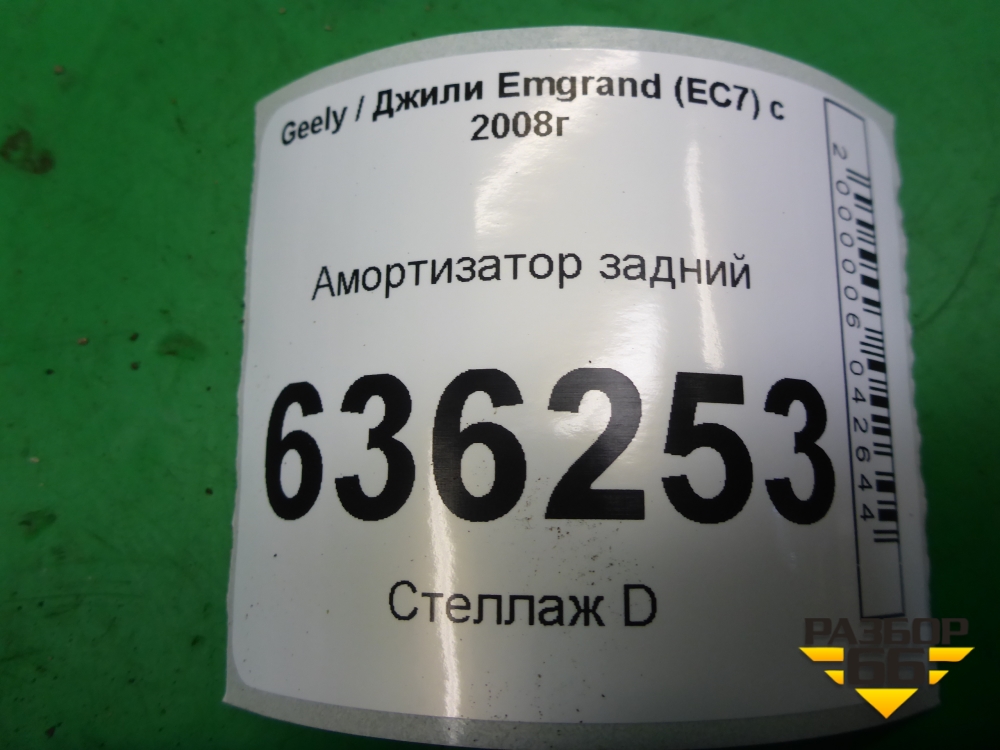 Geely / Джили Emgrand (EC7) с
2008г
Амортизатор задний
636253
Стеллаж D
2000006042644
РАЗБОР
66